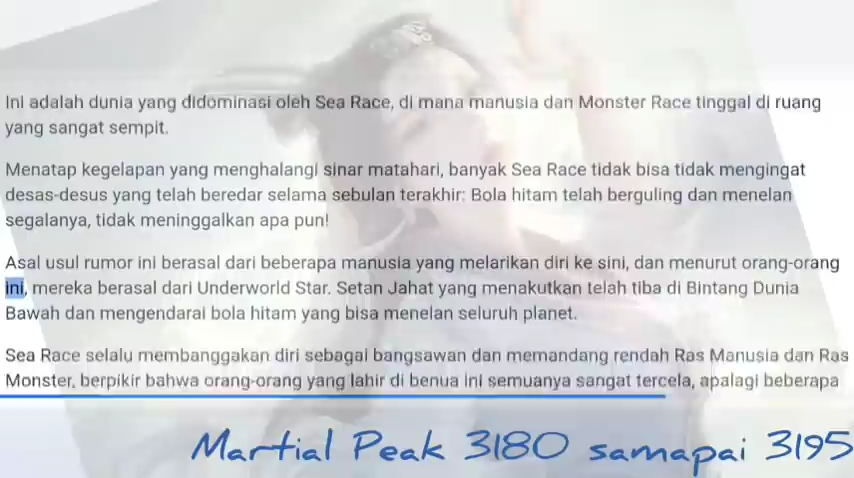 Ini adalah dunia yang didominasi oleh Sea Race, di mana manusia dan Monster Race tinggal di ruang
yang sangat sempit.
Menatap kegelapan yang menghalangi sinar matahari, banyak Sea Race tidak bisa tidak mengingat
desas-desus yang telah beredar selama sebulan terakhir: Bola hitam telah berguling dan menelan
segalanya, tidak meninggalkan apa pun!
Asal usul rumor ini berasal dari beberapa manusia yang melarikan diri ke sini, dan menurut orang-orang
ini, mereka berasal dari Underworld Star. Setan Jahat yang menakutkan telah tiba di Bintang Dunia
Bawah dan mengendarai bola hitam yang bisa menelan seluruh planet.
Sea Race selalu membanggakan diri sebagai bangsawan dan memandang rendah Ras Manusia dan Ras
Monster, berpikir bahwa orang-orang yang lahir di benua ini semuanya sangat tercela, apalagi beberapa
Martial Peak 3180 samapai 3195